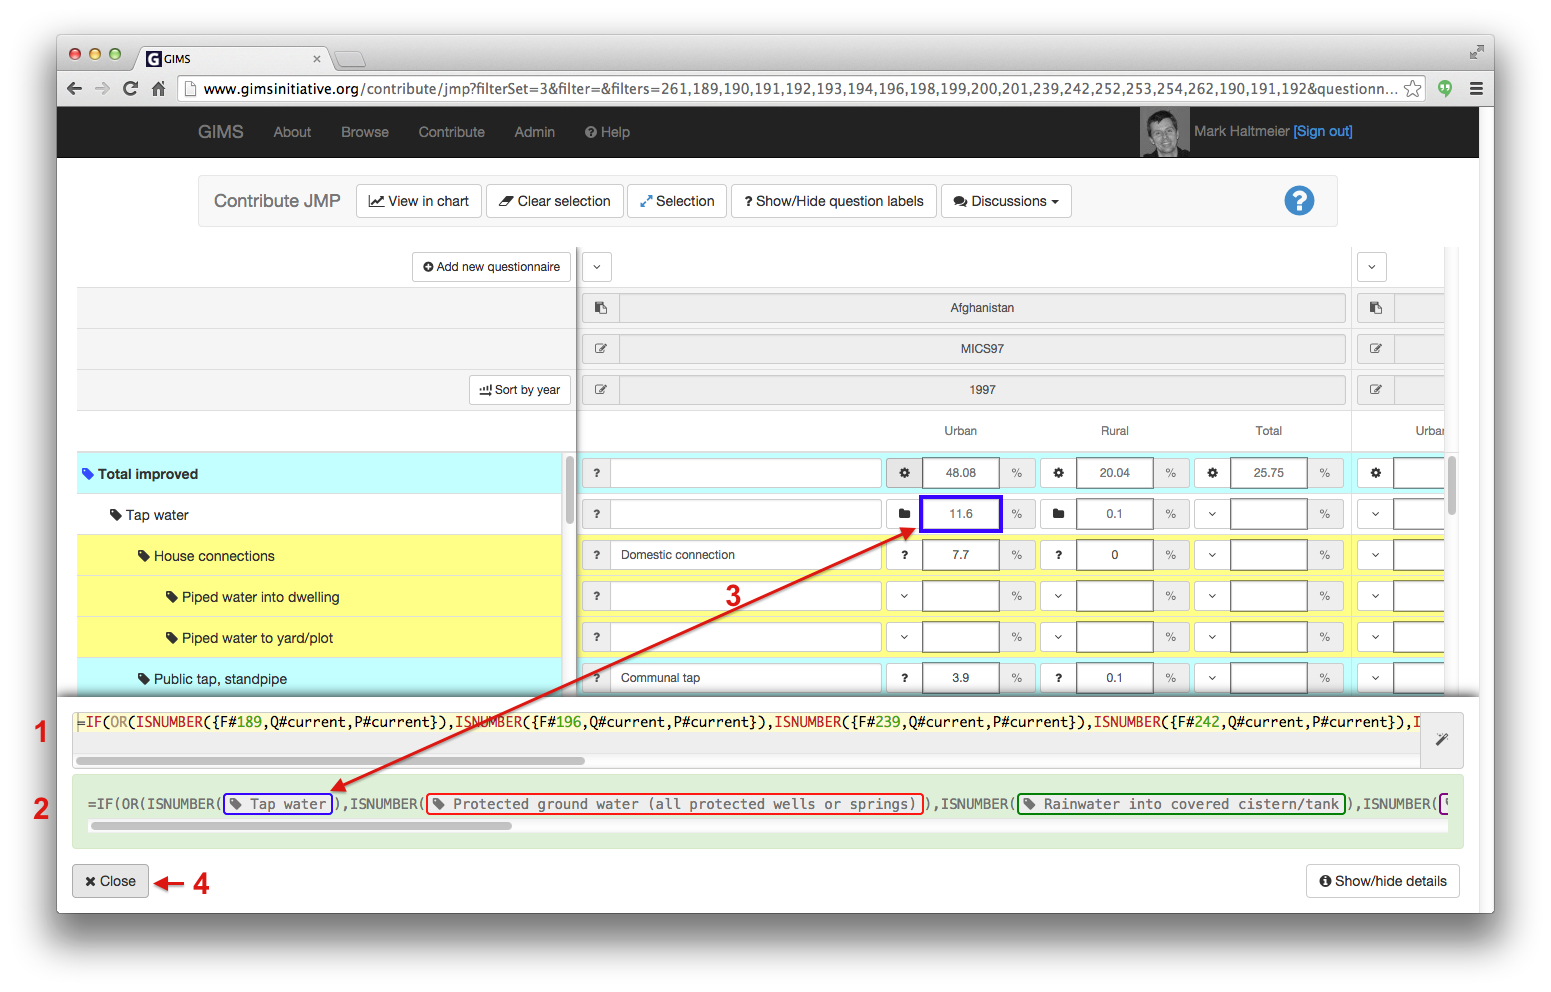 GIMS
www.gimsinitiative.org/contribute/jmp?filterSet=3&filter=&filters=261,189,190,191,192,193,194,196,198,199,200,201,239,242,252,253,254,262,190,191,192&questionn...
GIMS About Browse Contribute Admin Help Mark Haltmeier [Sign out]
Contribute JMP View in chart Clear selection Selection ? Show/Hide question labels Discussions
Add new questionnaire
Afghanistan
MICS97
Sort by year 1997
Urban Rural Total Urban
Total improved ? 48.08 % 20.04 % 25.75 %
Tap water ? 11.6 % 0.1 % %
House connections ? Domestic connection ? 7.7 % ? 0 % %
3
Piped water into dwelling ? % % %
Piped water to yard/plot ? % % %
Public tap, standpipe ? Communal tap ? 3.9 % ? 0.1 % %
1 =IF(OR(ISNUMBER({F#189,Q#current,P#current}),ISNUMBER({F#196,Q#current,P#current}),ISNUMBER({F#239,Q#current,P#current}),ISNUMBER({F#242,Q#current,P#current}),I
2 =IF(OR(ISNUMBER( Tap water ),ISNUMBER( Protected ground water (all protected wells or springs) ),ISNUMBER( Rainwater into covered cistern/tank ),ISNUMBER(
Close 4 Show/hide details